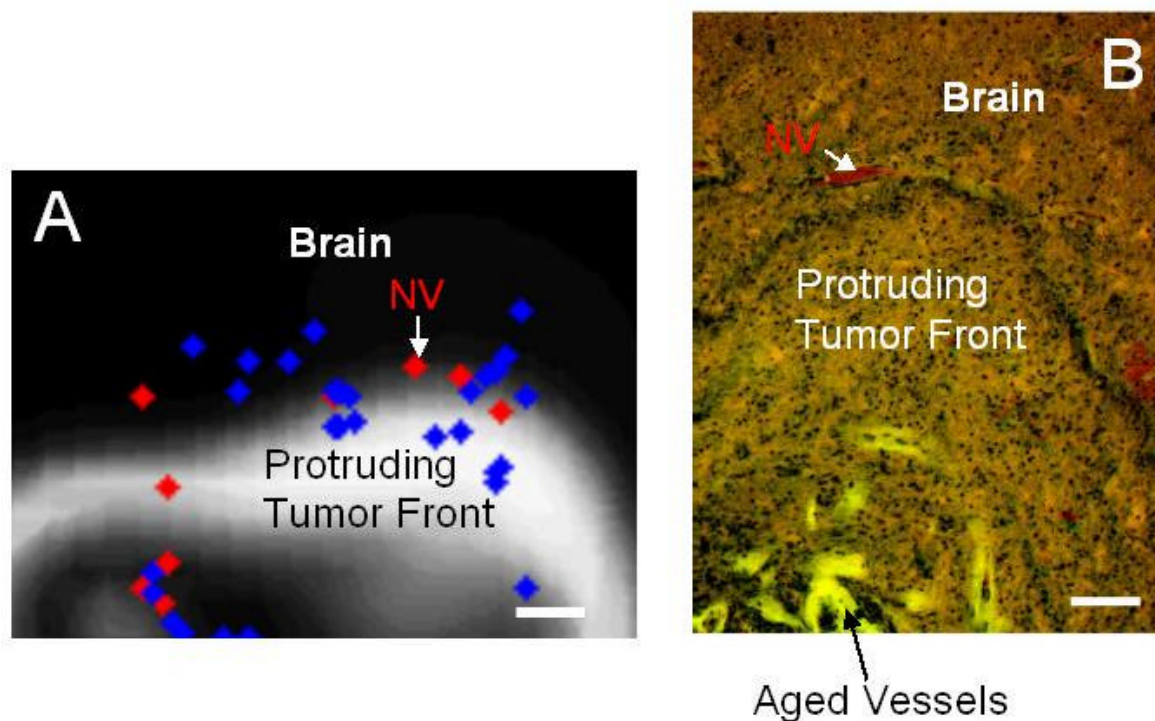 A
Brain
NV
Protruding
Tumor Front
B
Brain
NV
Protruding
Tumor Front
Aged Vessels